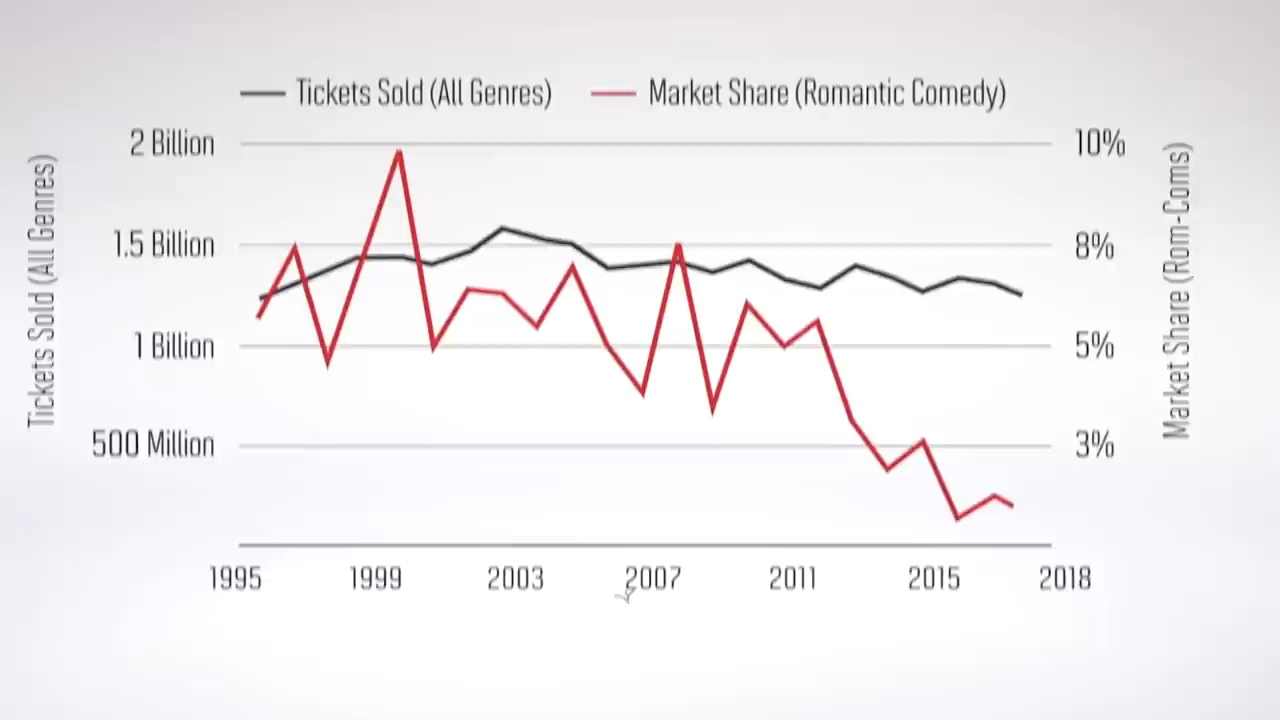 Tickets Sold (All Genres)
Market Share (Romantic Comedy)
2 Billion
1.5 Billion
1 Billion
500 Million
Tickets Sold (All Genres)
10%
8%
5%
3%
Market Share (Rom-Coms)
1995 1999 2003 2007 2011 2015 2018